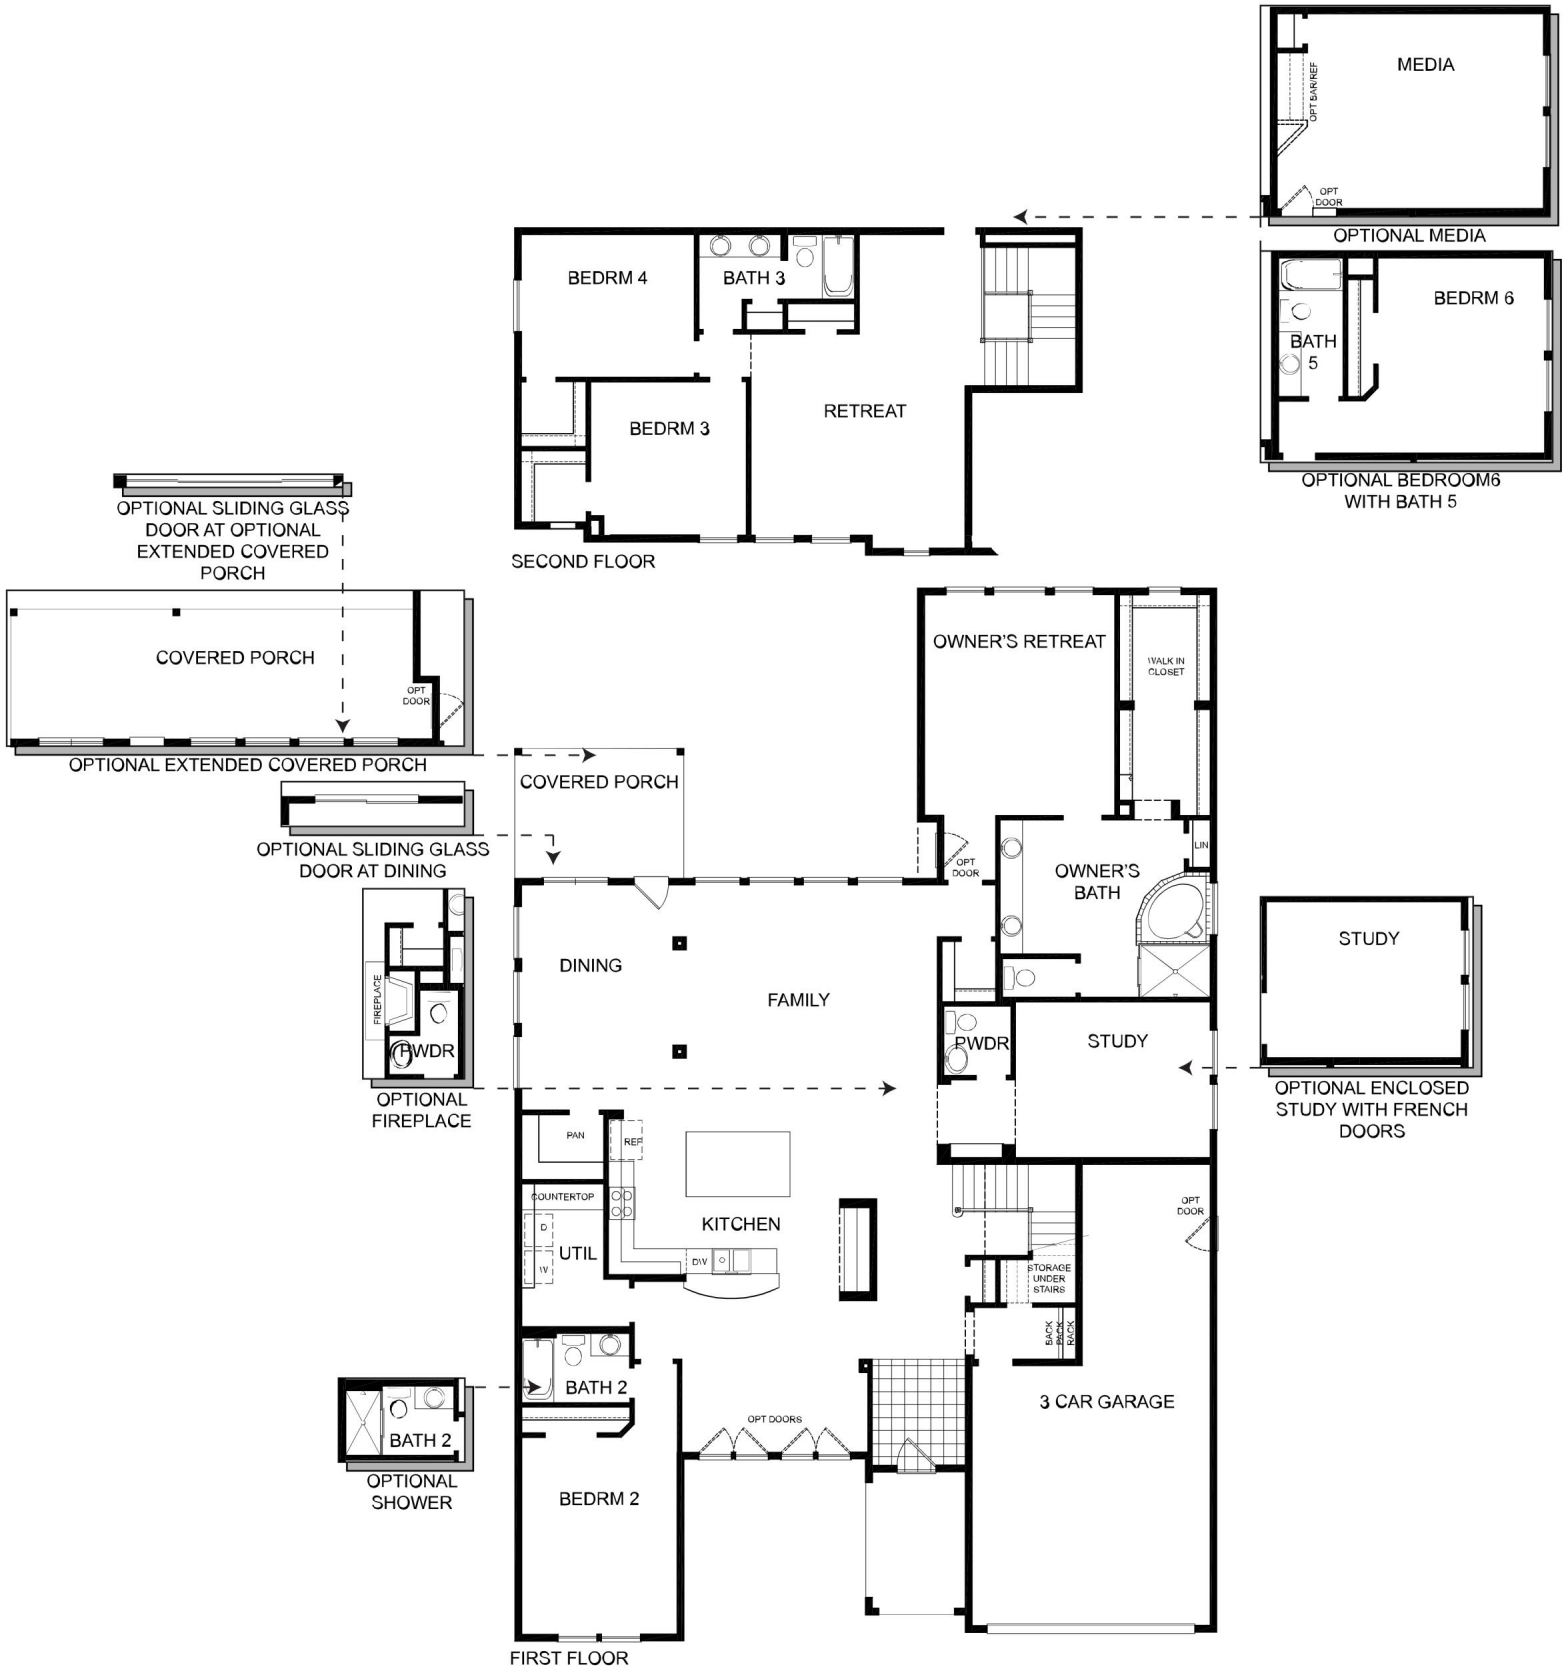 MEDIA
OPT BAR/REF
OPT
DOOR
OPTIONAL MEDIA
BEDRM 4
BATH 3
RETREAT
BEDRM 3
SECOND FLOOR
BEDRM 6
BATH
5
OPTIONAL BEDROOM6
WITH BATH 5
OPTIONAL SLIDING GLASS
DOOR AT OPTIONAL
EXTENDED COVERED
PORCH
COVERED PORCH
OPT
DOOR
OPTIONAL EXTENDED COVERED PORCH
OPTIONAL SLIDING GLASS
DOOR AT DINING
FIREPLACE
PWDR
OPTIONAL
FIREPLACE
BATH 2
OPTIONAL
SHOWER
OWNER'S RETREAT
WALK IN
CLOSET
COVERED PORCH
OPT
DOOR
LIN
OWNER'S
BATH
DINING
FAMILY
PWDR
STUDY
PAN
REF
COUNTERTOP
D
W
UTIL
KITCHEN
DW
OPT
DOOR
STORAGE
UNDER
STAIRS
BACK
PACK
RACK
BATH 2
3 CAR GARAGE
OPT DOORS
BEDRM 2
FIRST FLOOR
STUDY
OPTIONAL ENCLOSED
STUDY WITH FRENCH
DOORS